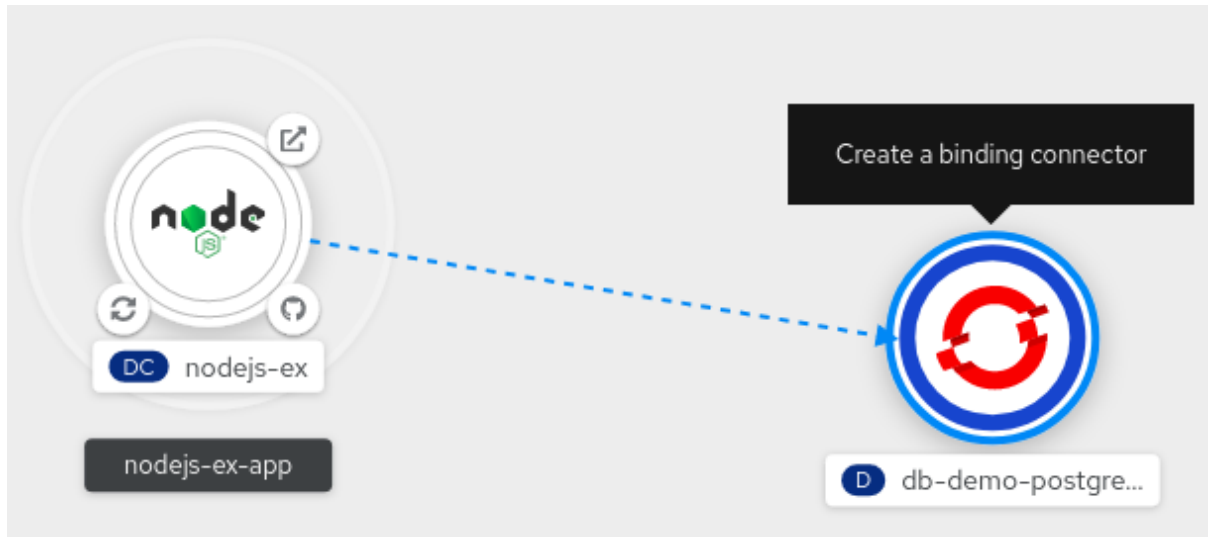 Create a binding connector
node
JS
DC nodejs-ex
nodejs-ex-app
D db-demo-postgre...